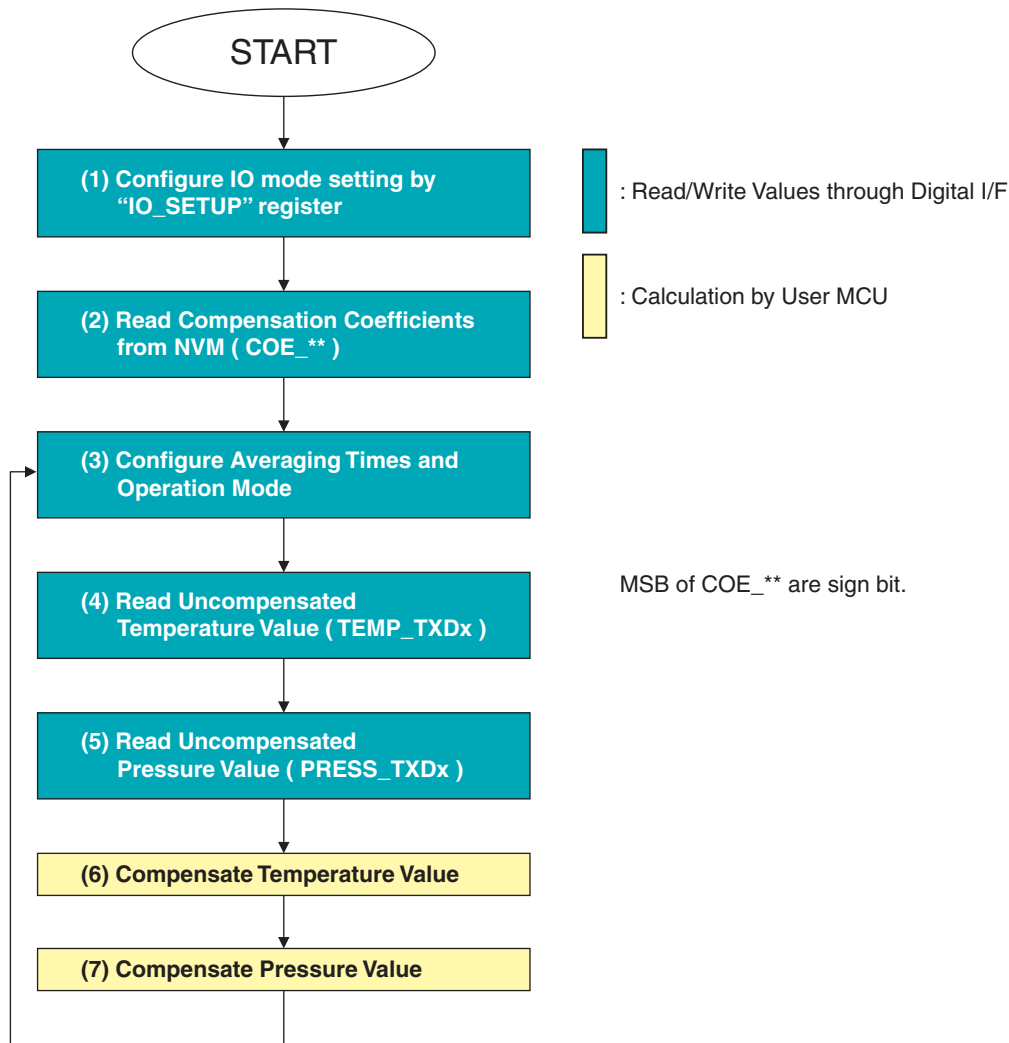 START
(1) Configure IO mode setting by
“IO_SETUP” register
: Read/Write Values through Digital I/F
: Calculation by User MCU
(2) Read Compensation Coefficients
from NVM ( COE_** )
(3) Configure Averaging Times and
Operation Mode
MSB of COE_** are sign bit.
(4) Read Uncompensated
Temperature Value ( TEMP_TXDx )
(5) Read Uncompensated
Pressure Value ( PRESS_TXDx )
(6) Compensate Temperature Value
(7) Compensate Pressure Value